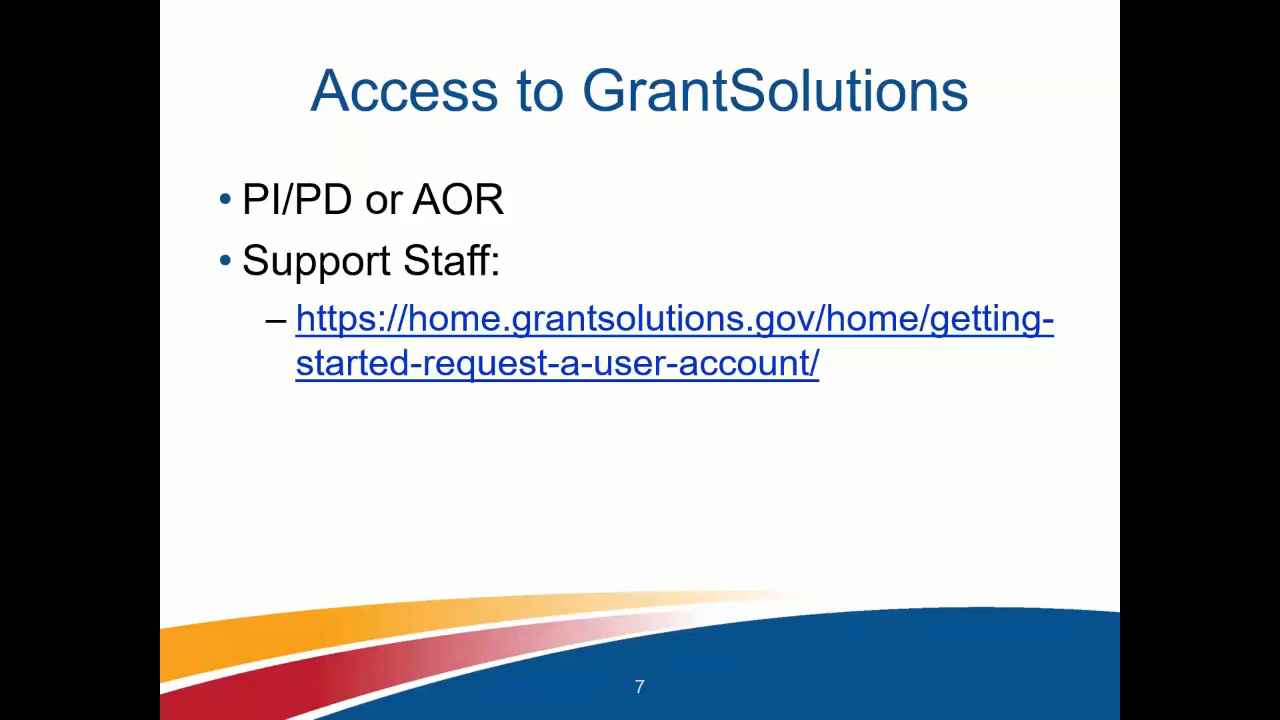 Access to GrantSolutions
• PI/PD or AOR
• Support Staff:
– https://home.grantsolutions.gov/home/getting-
started-request-a-user-account/
7